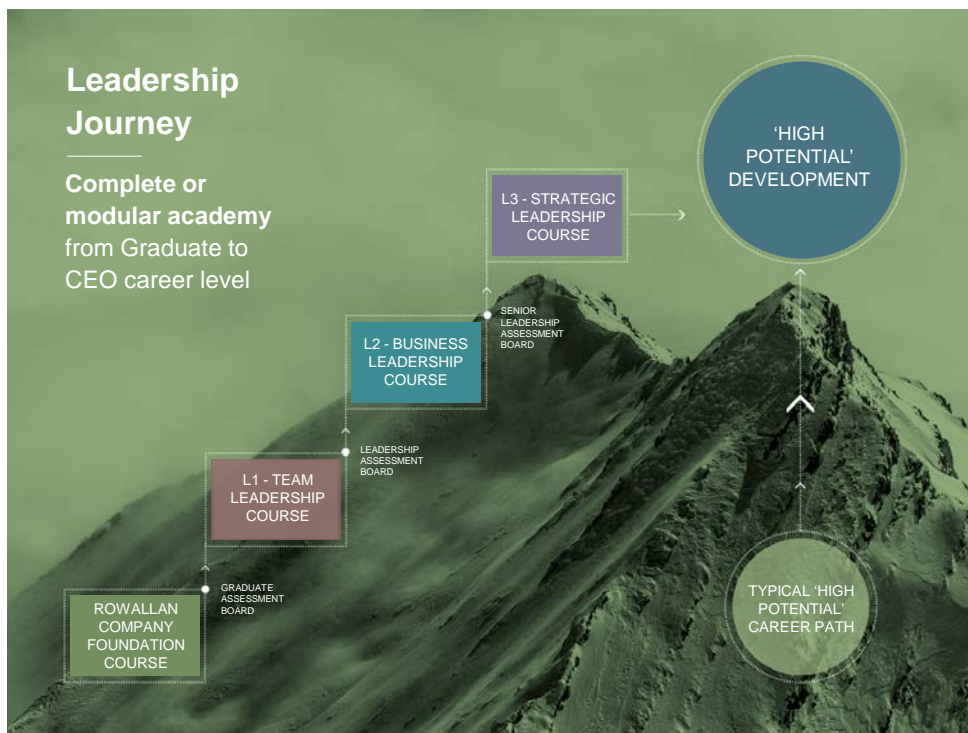 Leadership
Journey
Complete or
modular academy
from Graduate to
CEO career level
‘HIGH
POTENTIAL’
DEVELOPMENT
L3 - STRATEGIC
LEADERSHIP
COURSE
SENIOR
LEADERSHIP
ASSESSMENT
BOARD
L2 - BUSINESS
LEADERSHIP
COURSE
LEADERSHIP
ASSESSMENT
BOARD
L1 - TEAM
LEADERSHIP
COURSE
GRADUATE
ASSESSMENT
BOARD
ROWALLAN
COMPANY
FOUNDATION
COURSE
TYPICAL ‘HIGH
POTENTIAL’
CAREER PATH